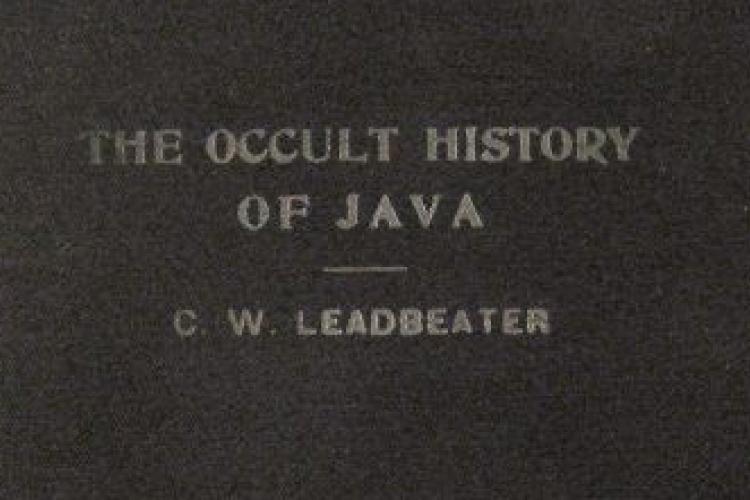 THE OCCULT HISTORY
OF JAVA
C. W. LEADBEATER